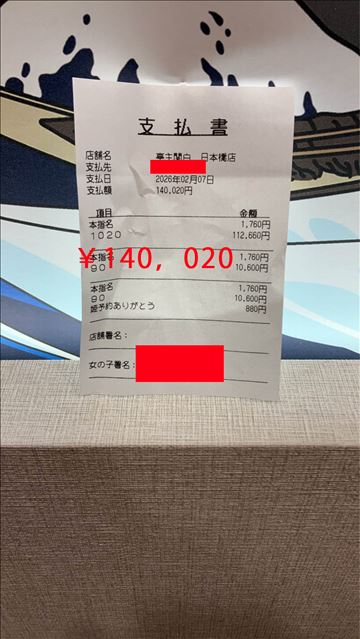 支払書
店舗名 亭主関白 日本橋店
支払先
支払日 2026年02月07日
支払額 140,020円
項目 金額
本指名 1,760円
1020 112,660円
本指名 1,760円
90 10,600円
¥140, 020
本指名 1,760円
90 10,600円
姫予約ありがとう 880円
店舗署名:
女の子署名: